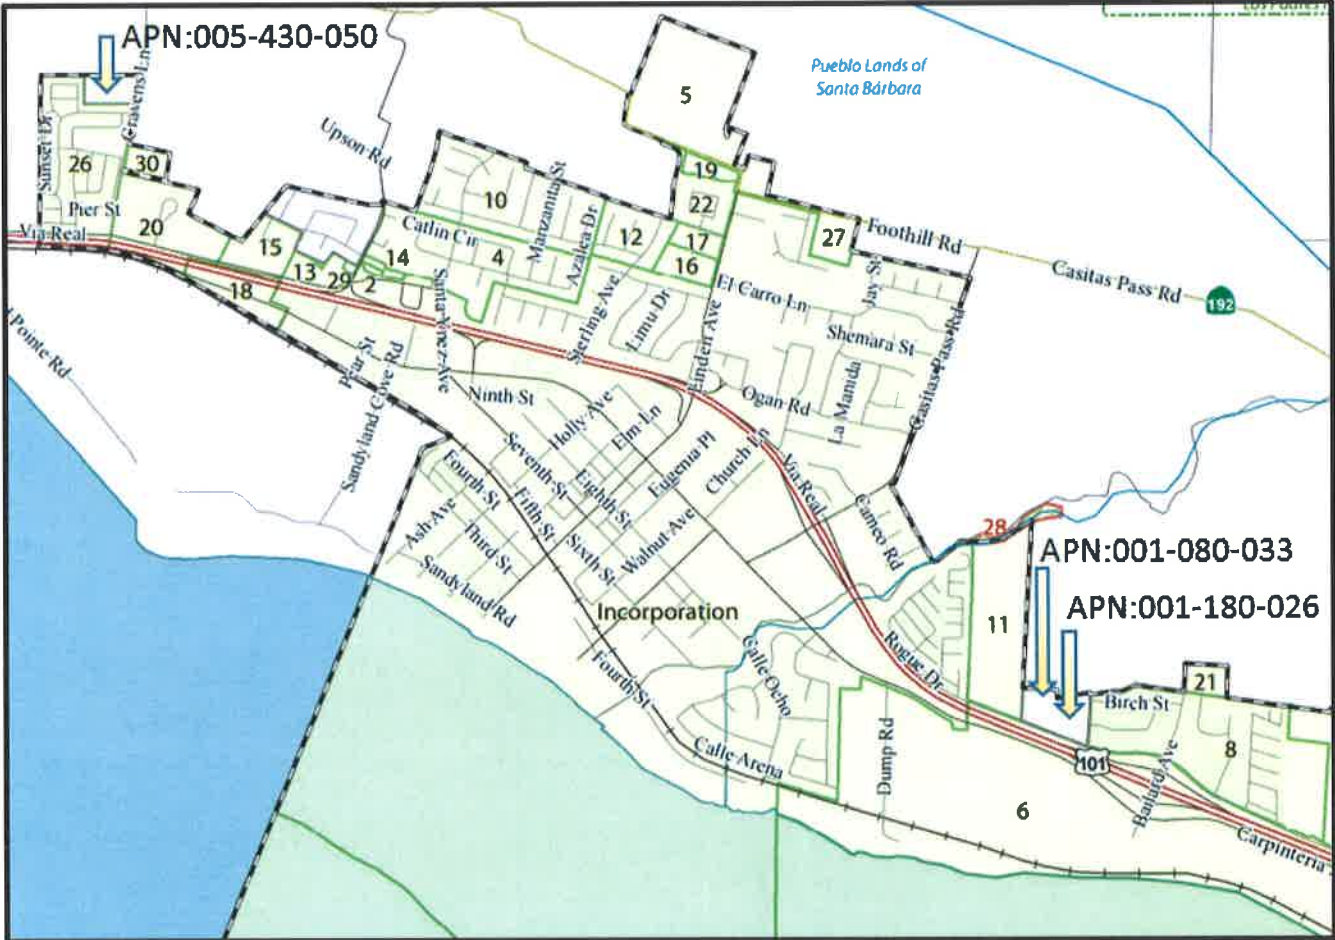 Los Padres
APN:005-430-050
Cravens Ln
Pueblo Lands of
Santa Bárbara
5
Upson Rd
Sunset Dr
26
30
19
10
Manzanita St
Pier St
20
22
Azalea Dr
Via Real
15
Catlin Cir
12
17
27
Foothill Rd
14
4
16
13
29
2
18
Santa Ynez Ave
El Carro Ln
Jay St
Casitas Pass Rd
192
Sterling Ave
Limu Dr
Linden Ave
Shemara St
Casitas Pass Rd
Pointe Rd
Pear St
Sandyland Cove Rd
Ninth St
Ogan Rd
La Manida
Holly Ave
Elm Ln
Eugenia Pl
Church Ln
Via Real
Seventh St
Eighth St
Fourth St
Fifth St
Ash Ave
Third St
Sixth St
Walnut Ave
Cameo Rd
28
APN:001-080-033
Sandyland Rd
Incorporation
11
APN:001-180-026
Fourth St
Calle Ocho
Rogue Dr
21
Birch St
Calle Arena
Dump Rd
101
8
Bailard Ave
6
Carpinteria